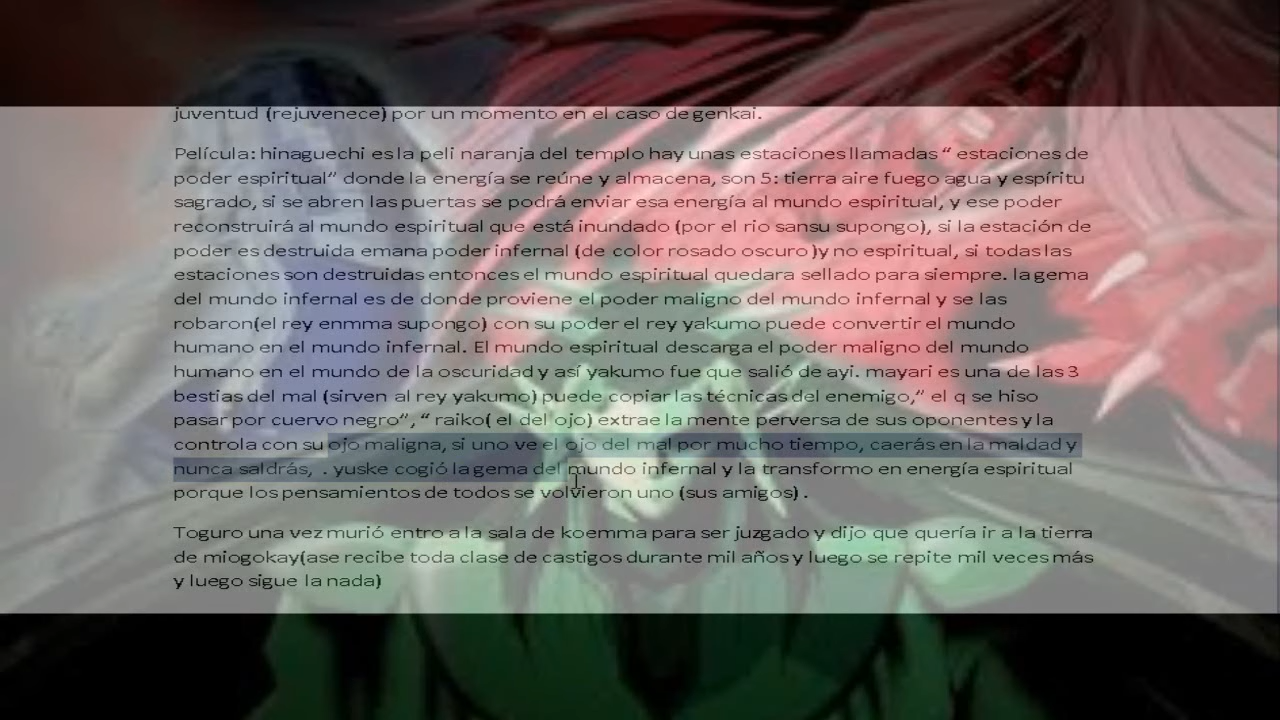 juventud (rejuvenece) por un momento en el caso de genkai.
Película: hinaguechi es la peli naranja del templo hay unas estaciones llamadas “ estaciones de
poder espiritual” donde la energía se reúne y almacena, son 5: tierra aire fuego agua y espíritu
sagrado, si se abren las puertas se podrá enviar esa energía al mundo espiritual, y ese poder
reconstruirá al mundo espiritual que está inundado (por el rio sansu supongo), si la estación de
poder es destruida emana poder infernal (de color rosado oscuro )y no espiritual, si todas las
estaciones son destruidas entonces el mundo espiritual quedara sellado para siempre. la gema
del mundo infernal es de donde proviene el poder maligno del mundo infernal y se las
robaron(el rey enmma supongo) con su poder el rey yakumo puede convertir el mundo
humano en el mundo infernal. El mundo espiritual descarga el poder maligno del mundo
humano en el mundo de la oscuridad y así yakumo fue que salió de ayi. mayari es una de las 3
bestias del mal (sirven al rey yakumo) puede copiar las técnicas del enemigo,” el q se hiso
pasar por cuervo negro”, “ raiko( el del ojo) extrae la mente perversa de sus oponentes y la
controla con su ojo maligna, si uno ve el ojo del mal por mucho tiempo, caerás en la maldad y
nunca saldrás, . yuske cogió la gema del mundo infernal y la transformo en energía espiritual
porque los pensamientos de todos se volvieron uno (sus amigos) .
Toguro una vez murió entro a la sala de koemma para ser juzgado y dijo que quería ir a la tierra
de miogokay(ase recibe toda clase de castigos durante mil años y luego se repite mil veces más
y luego sigue la nada)